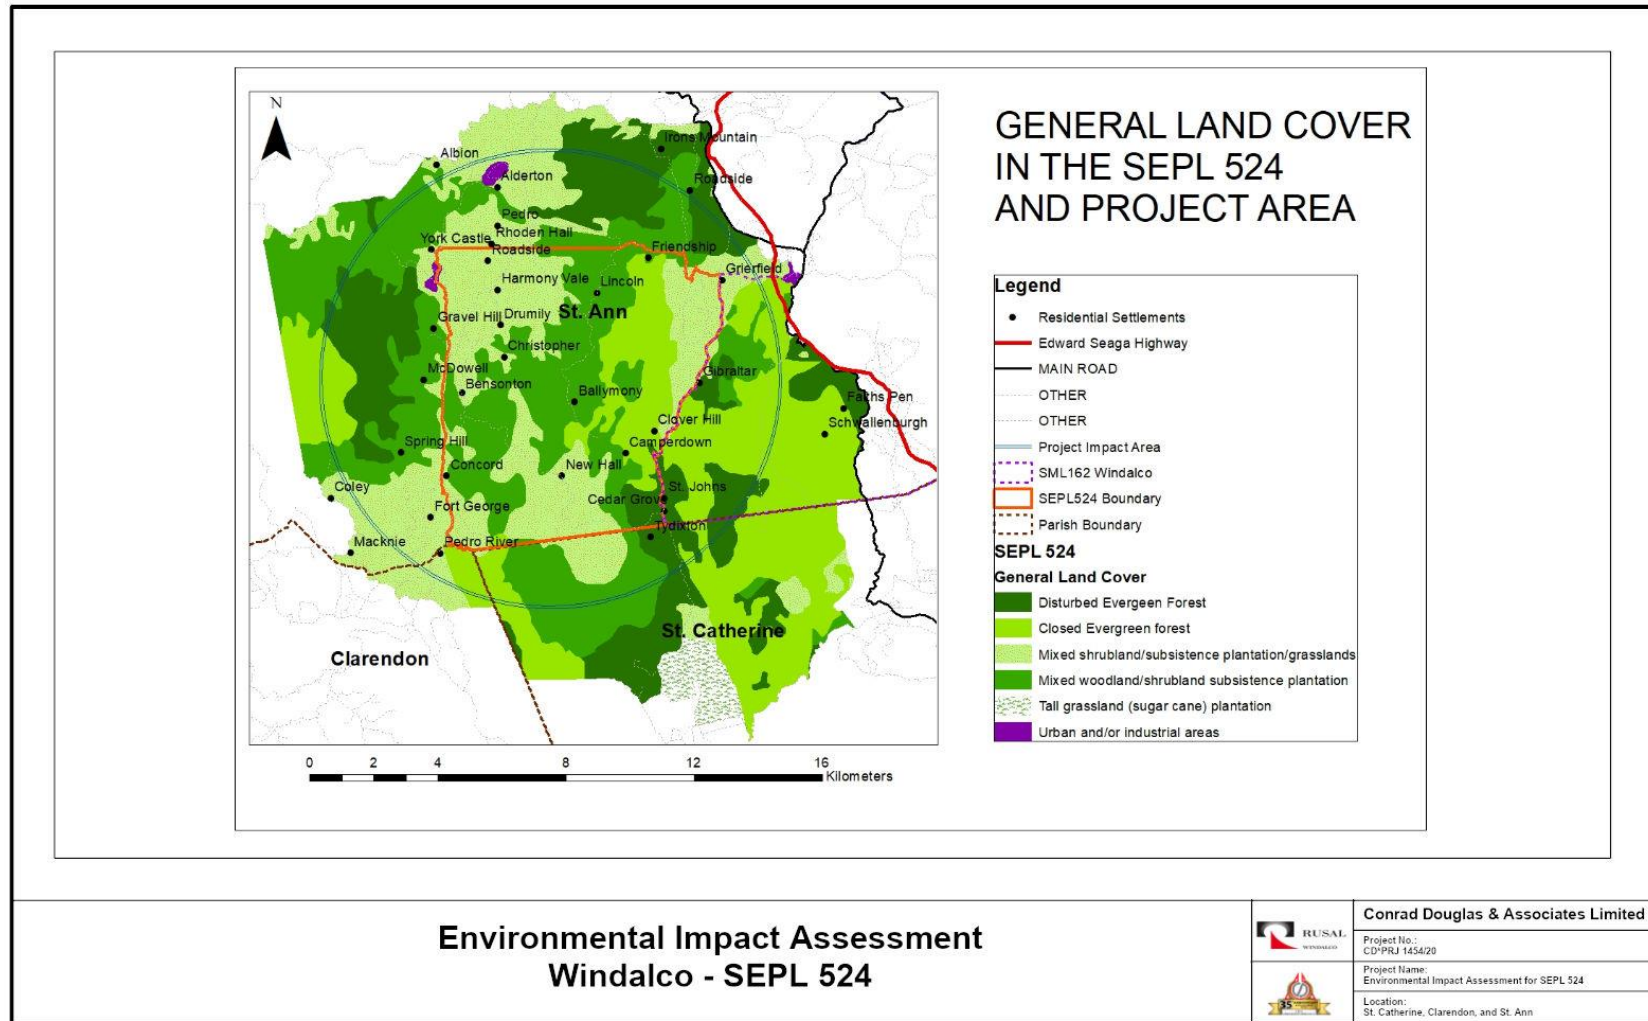 N
Irons Mountain
Albion
Alderton
Roadside
Pedro
Rhoden Hall
York Castle
Roadside
Friendship
Grierfield
Harmony Vale
Lincoln
St. Ann
Gravel Hill
Drumily
Christopher
McDowell
Bensonton
Gibraltar
Ballymony
Faiths Pen
Clover Hill
Schwallenburgh
Spring Hill
Camperdown
Concord
New Hall
Coley
Cedar Grove
St. Johns
Fort George
Tydixton
Macknie
Pedro River
St. Catherine
Clarendon
0 2 4 8 12 16
Kilometers
GENERAL LAND COVER
IN THE SEPL 524
AND PROJECT AREA
Legend
Residential Settlements
Edward Seaga Highway
MAIN ROAD
OTHER
OTHER
Project Impact Area
SML162 Windalco
SEPL524 Boundary
Parish Boundary
SEPL 524
General Land Cover
Disturbed Evergeen Forest
Closed Evergreen forest
Mixed shrubland/subsistence plantation/grasslands
Mixed woodland/shrubland subsistence plantation
Tall grassland (sugar cane) plantation
Urban and/or industrial areas
Environmental Impact Assessment
Windalco - SEPL 524
RUSAL
WINDALCO
35
Conrad Douglas & Associates Limited
Project No.:
CD*PRJ 1454/20
Project Name:
Environmental Impact Assessment for SEPL 524
Location:
St. Catherine, Clarendon, and St. Ann